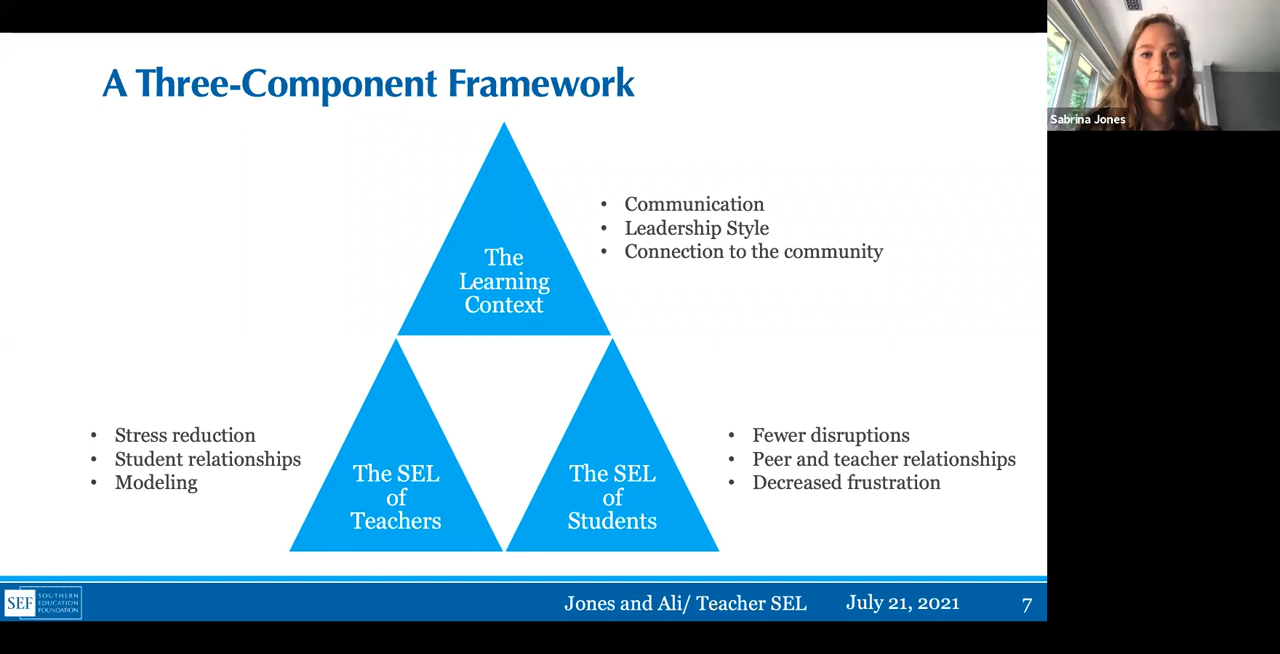 A Three-Component Framework
Sabrina Jones
The
Learning
Context
• Communication
• Leadership Style
• Connection to the community
• Stress reduction
• Student relationships
• Modeling
The SEL
of
Teachers
The SEL
of
Students
• Fewer disruptions
• Peer and teacher relationships
• Decreased frustration
SEF
SOUTHERN
EDUCATION
FOUNDATION
Jones and Ali/ Teacher SEL
July 21, 2021
7